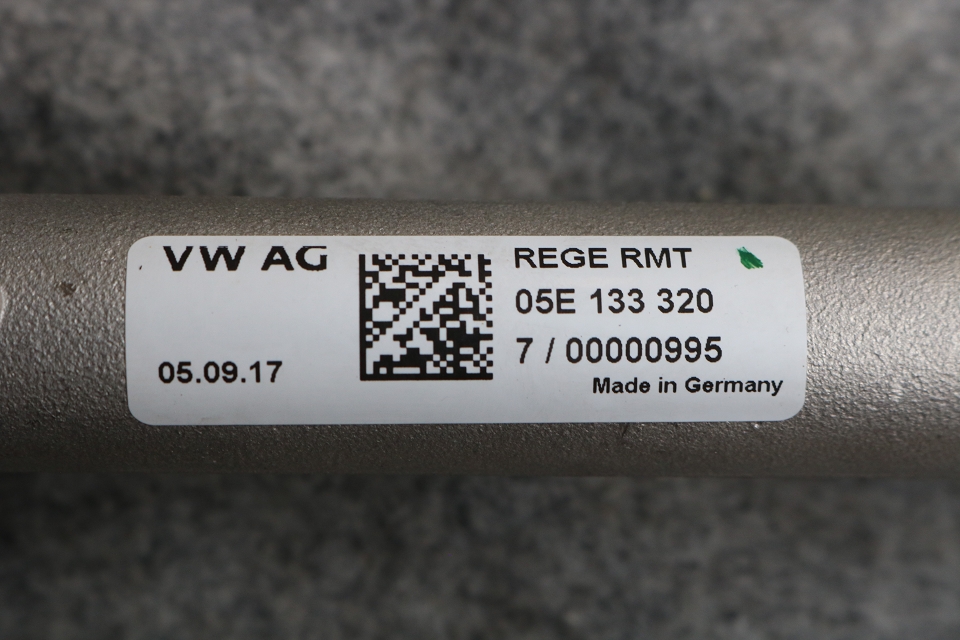 VW AG
05.09.17
REGE RMT
05E 133 320
7 / 00000995
Made in Germany